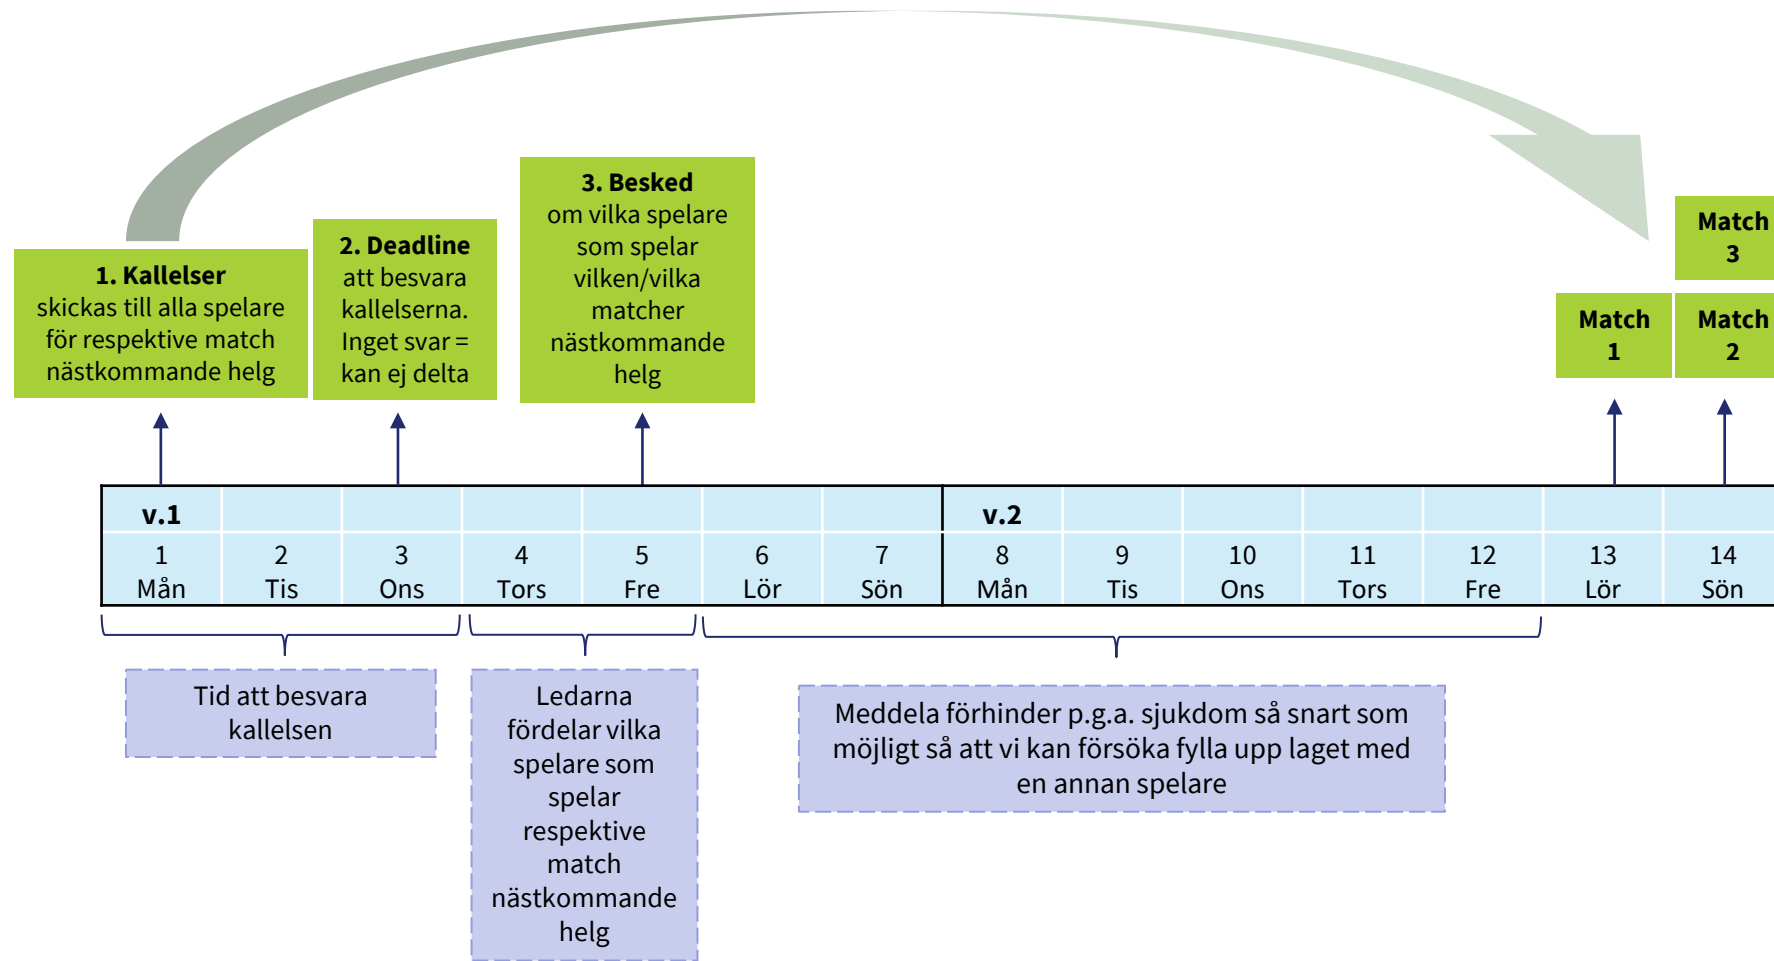 1. Kallelser
skickas till alla spelare
för respektive match
nästkommande helg
2. Deadline
att besvara
kallelserna.
Inget svar =
kan ej delta
3. Besked
om vilka spelare
som spelar
vilken/vilka
matcher
nästkommande
helg
Match
1
Match
3
Match
2
v.1
v.2
1 2 3 4 5 6 7 8 9 10 11 12 13 14
Mån Tis Ons Tors Fre Lör Sön Mån Tis Ons Tors Fre Lör Sön
Tid att besvara
kallelsen
Ledarna
fördelar vilka
spelare som
spelar
respektive
match
nästkommande
helg
Meddela förhinder p.g.a. sjukdom så snart som
möjligt så att vi kan försöka fylla upp laget med
en annan spelare